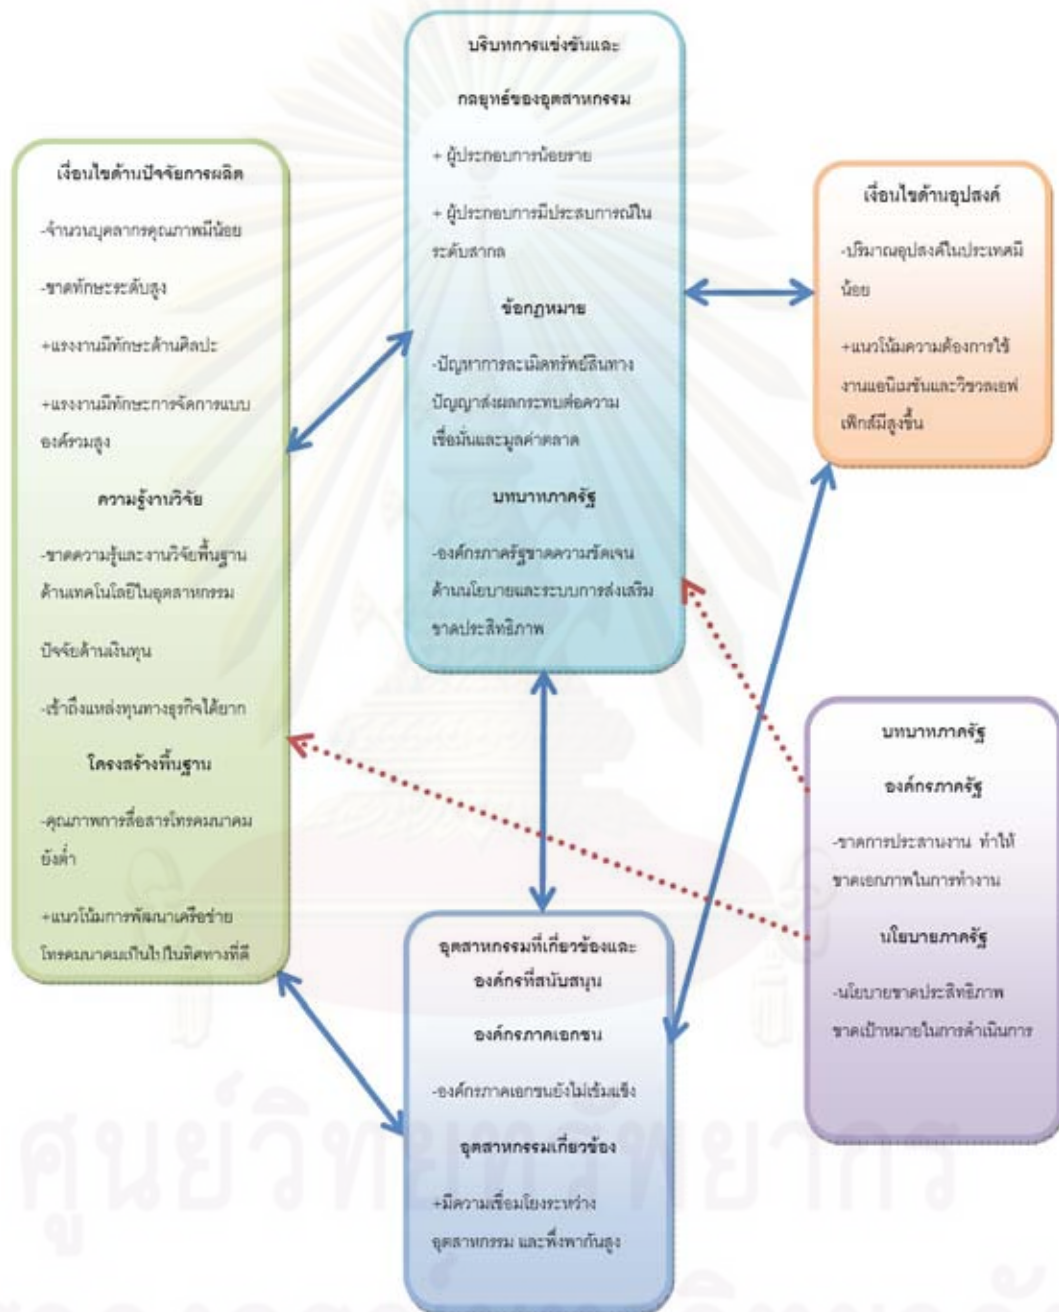 บริบทการแข่งขันและ
กลยุทธ์ของอุตสาหกรรม
+ ผู้ประกอบการน้อยราย
+ ผู้ประกอบการมีประสบการณ์ใน
ระดับสากล
ข้อกฎหมาย
-ปัญหาการละเมิดทรัพย์สินทาง
ปัญญาส่งผลกระทบต่อความ
เชื่อมั่นและมูลค่าตลาด
บทบาทภาครัฐ
-องค์กรภาครัฐขาดความชัดเจน
ด้านนโยบายและระบบการส่งเสริม
ขาดประสิทธิภาพ
เงื่อนไขด้านปัจจัยการผลิต
-จำนวนบุคลากรคุณภาพมีน้อย
-ขาดทักษะระดับสูง
+แรงงานมีทักษะด้านศิลปะ
+แรงงานมีทักษะการจัดการแบบ
องค์รวมสูง
ความรู้งานวิจัย
-ขาดความรู้และงานวิจัยพื้นฐาน
ด้านเทคโนโลยีในอุตสาหกรรม
ปัจจัยด้านเงินทุน
-เข้าถึงแหล่งทุนทางธุรกิจได้ยาก
โครงสร้างพื้นฐาน
-คุณภาพการสื่อสารโทรคมนาคม
ยังต่ำ
+แนวโน้มการพัฒนาเครือข่าย
โทรคมนาคมเป็นไปในทิศทางที่ดี
เงื่อนไขด้านอุปสงค์
-ปริมาณอุปสงค์ในประเทศมี
น้อย
+แนวโน้มความต้องการใช้
งานแอนิเมชันและวิชวลเอฟ
เฟิกส์มีสูงขึ้น
บทบาทภาครัฐ
องค์กรภาครัฐ
-ขาดการประสานงาน ทำให้
ขาดเอกภาพในการทำงาน
นโยบายภาครัฐ
-นโยบายขาดประสิทธิภาพ
ขาดเป้าหมายในการดำเนินการ
อุตสาหกรรมที่เกี่ยวข้องและ
องค์กรที่สนับสนุน
องค์กรภาคเอกชน
-องค์กรภาคเอกชนยังไม่เข้มแข็ง
อุตสาหกรรมเกี่ยวข้อง
+มีความเชื่อมโยงระหว่าง
อุตสาหกรรม และพึ่งพากันสูง
ศูนย์วิทยทรัพยากร